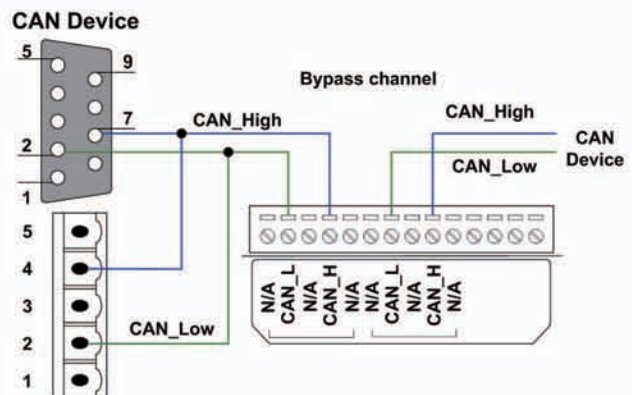 CAN Device
5
9
7
2
1
Bypass channel
CAN_High
CAN_High
CAN_Low
CAN
Device
5
4
3
2
1
CAN_Low
N/A
CAN_L
N/A
CAN_H
N/A
N/A
CAN_L
N/A
CAN_H
N/A